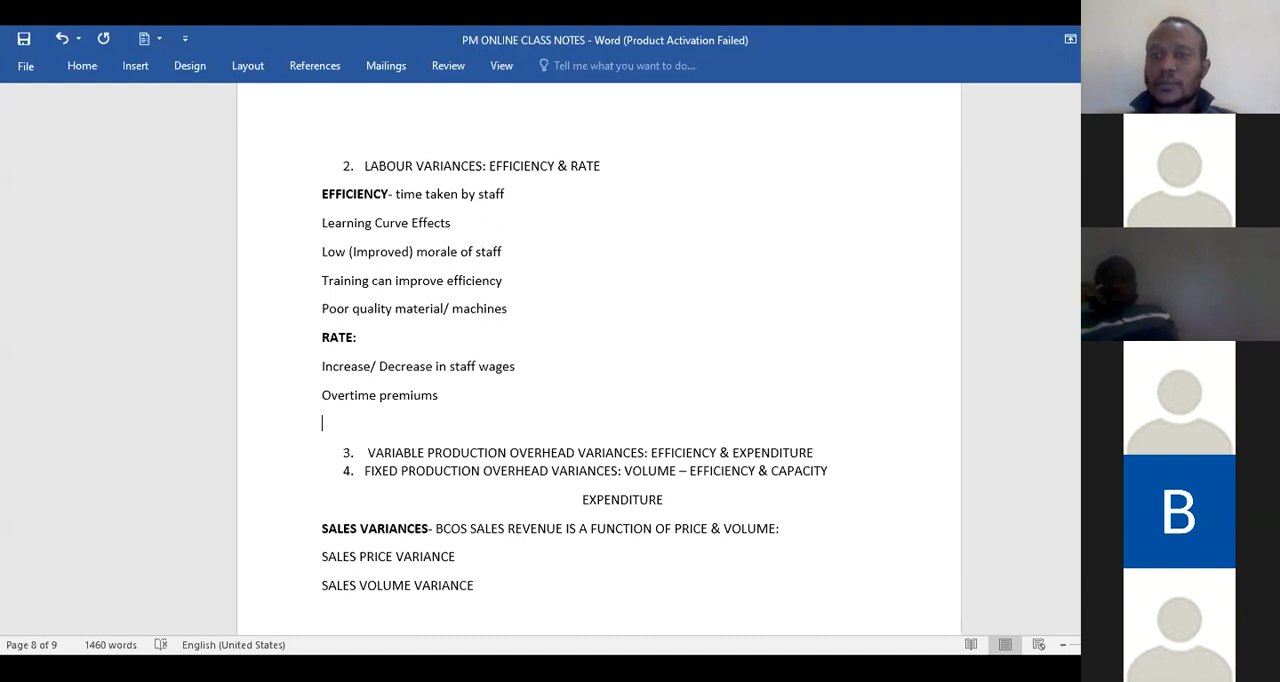 PM ONLINE CLASS NOTES - Word (Product Activation Failed)
File Home Insert Design Layout References Mailings Review View Tell me what you want to do...
2. LABOUR VARIANCES: EFFICIENCY & RATE
EFFICIENCY- time taken by staff
Learning Curve Effects
Low (Improved) morale of staff
Training can improve efficiency
Poor quality material/ machines
RATE:
Increase/ Decrease in staff wages
Overtime premiums
3. VARIABLE PRODUCTION OVERHEAD VARIANCES: EFFICIENCY & EXPENDITURE
4. FIXED PRODUCTION OVERHEAD VARIANCES: VOLUME – EFFICIENCY & CAPACITY
EXPENDITURE
SALES VARIANCES- BCOS SALES REVENUE IS A FUNCTION OF PRICE & VOLUME:
SALES PRICE VARIANCE
SALES VOLUME VARIANCE
B
Page 8 of 9 1460 words English (United States)